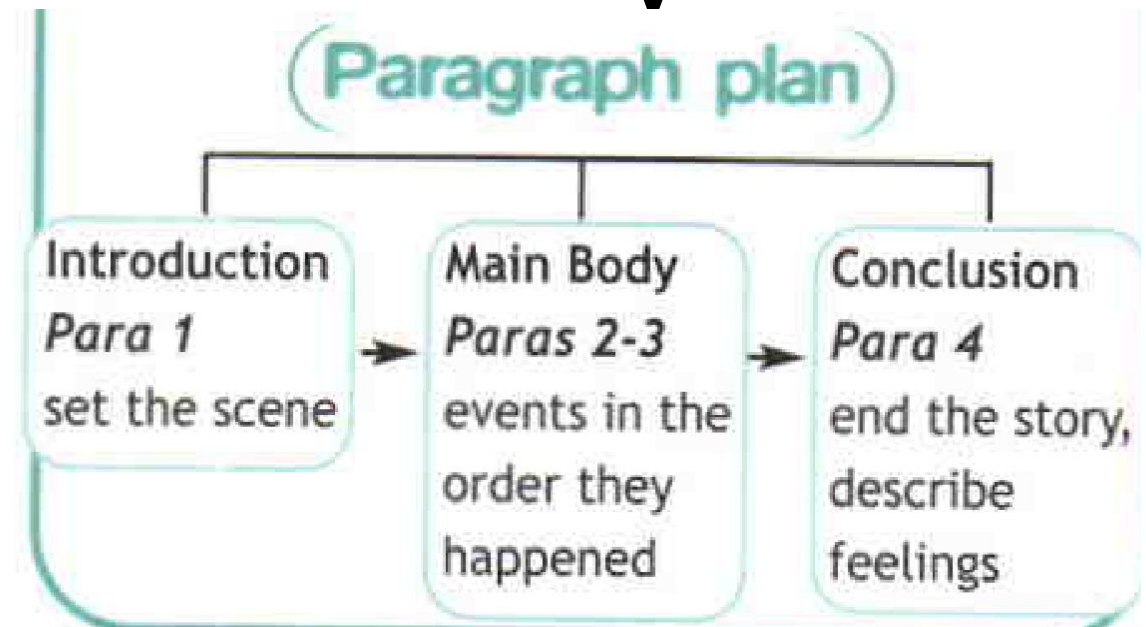 (Paragraph plan)
Introduction
Para 1
set the scene
Main Body
Paras 2-3
events in the
order they
happened
Conclusion
Para 4
end the story,
describe
feelings